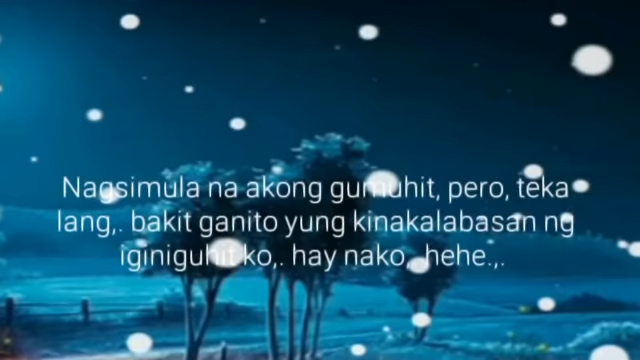 Nagsimula na akong gumuhit, pero, teka
lang,. bakit ganito yung kinakalabasan ng
iginiguhit ko,. hay nako, hehe.,.